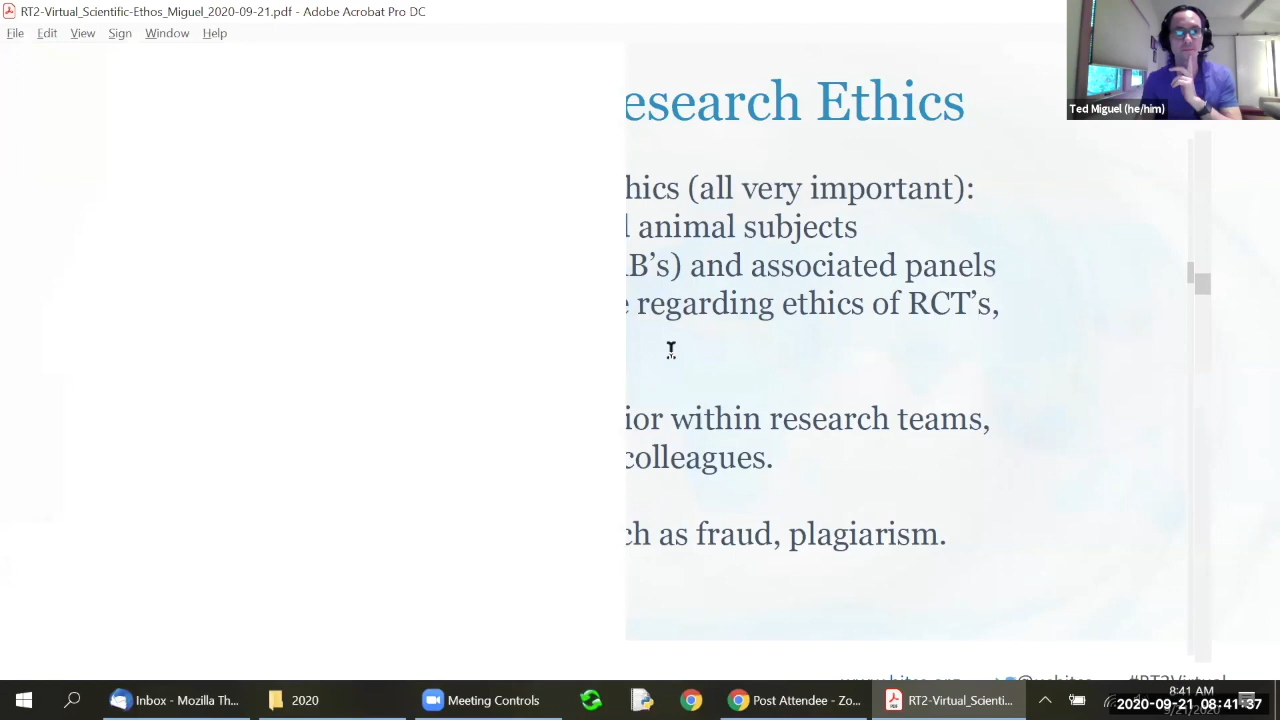 RT2-Virtual_Scientific-Ethos_Miguel_2020-09-21.pdf - Adobe Acrobat Pro DC
File Edit View Sign Window Help
esearch Ethics
Ted Miguel (he/him)
hics (all very important):
animal subjects
B's) and associated panels
regarding ethics of RCT's,
ior within research teams,
colleagues.
ch as fraud, plagiarism.
#RT2Virtual
Inbox - Mozilla Th...
2020
Meeting Controls
Post Attendee - Zo...
RT2-Virtual_Scienti...
8:41 AM
2020-09-21 08:41:37